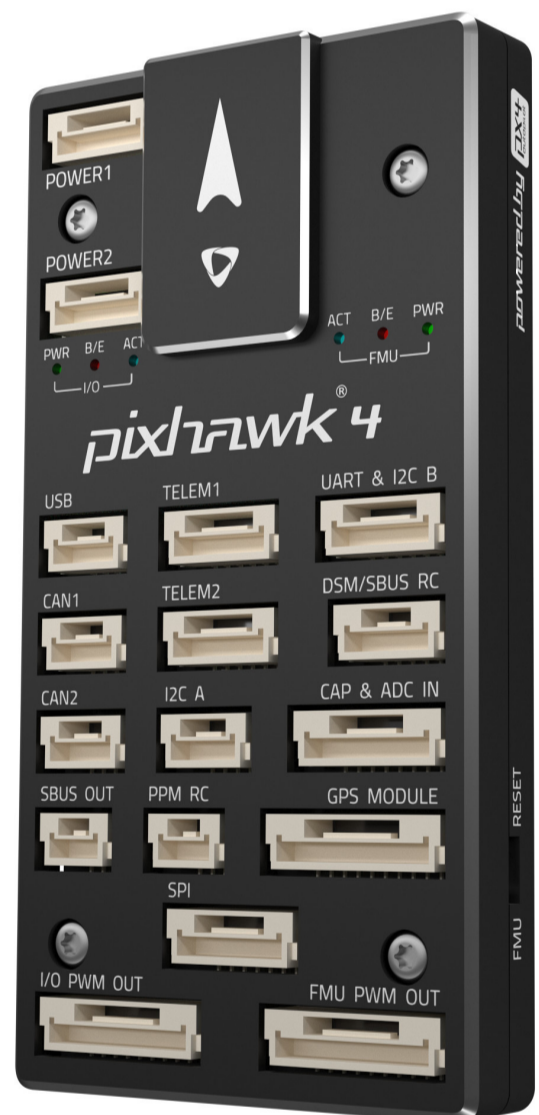 POWER1
POWER2
PWR B/E ACT
I/O
ACT B/E PWR
FMU
pixhawk® 4
USB
TELEM1
UART & I2C B
CAN1
TELEM2
DSM/SBUS RC
CAN2
I2C A
CAP & ADC IN
SBUS OUT
PPM RC
GPS MODULE
SPI
I/O PWM OUT
FMU PWM OUT
powered by
PX4
RESET
FMU